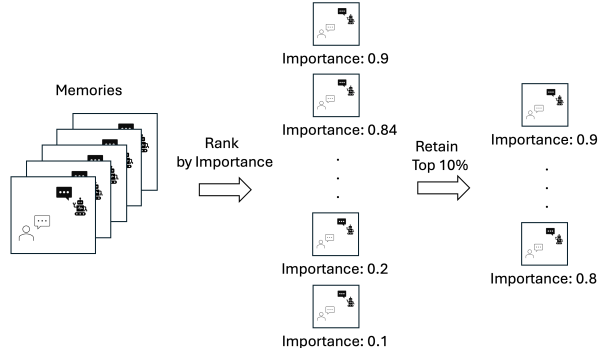 Memories
Rank
by Importance
Importance: 0.9
Importance: 0.84
Importance: 0.2
Importance: 0.1
Retain
Top 10%
Importance: 0.9
Importance: 0.8